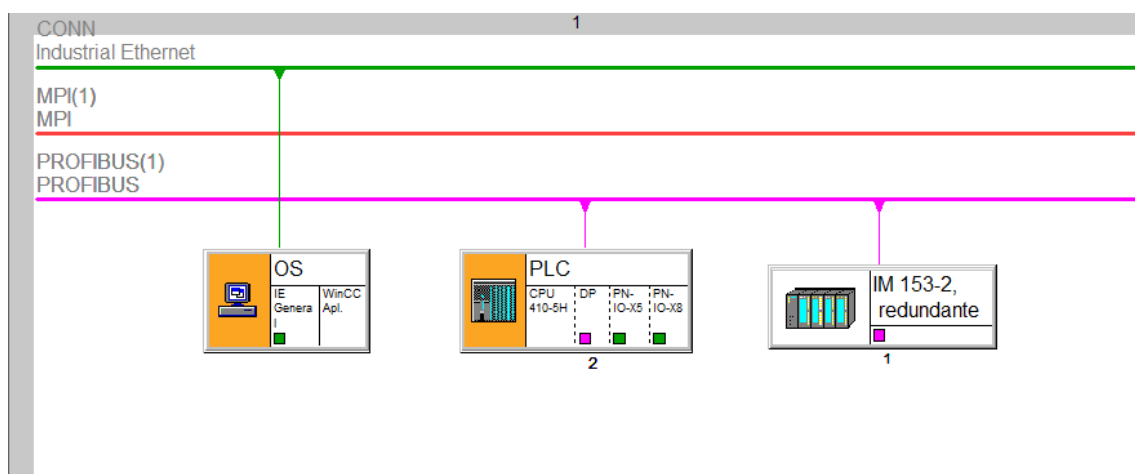 1
CONN
Industrial Ethernet
MPI(1)
MPI
PROFIBUS(1)
PROFIBUS
OS
IE
Genera
l
WinCC
Apl.
PLC
CPU
410-5H
DP
PN-
IO-X5
PN-
IO-X8
2
IM 153-2,
redundante
1